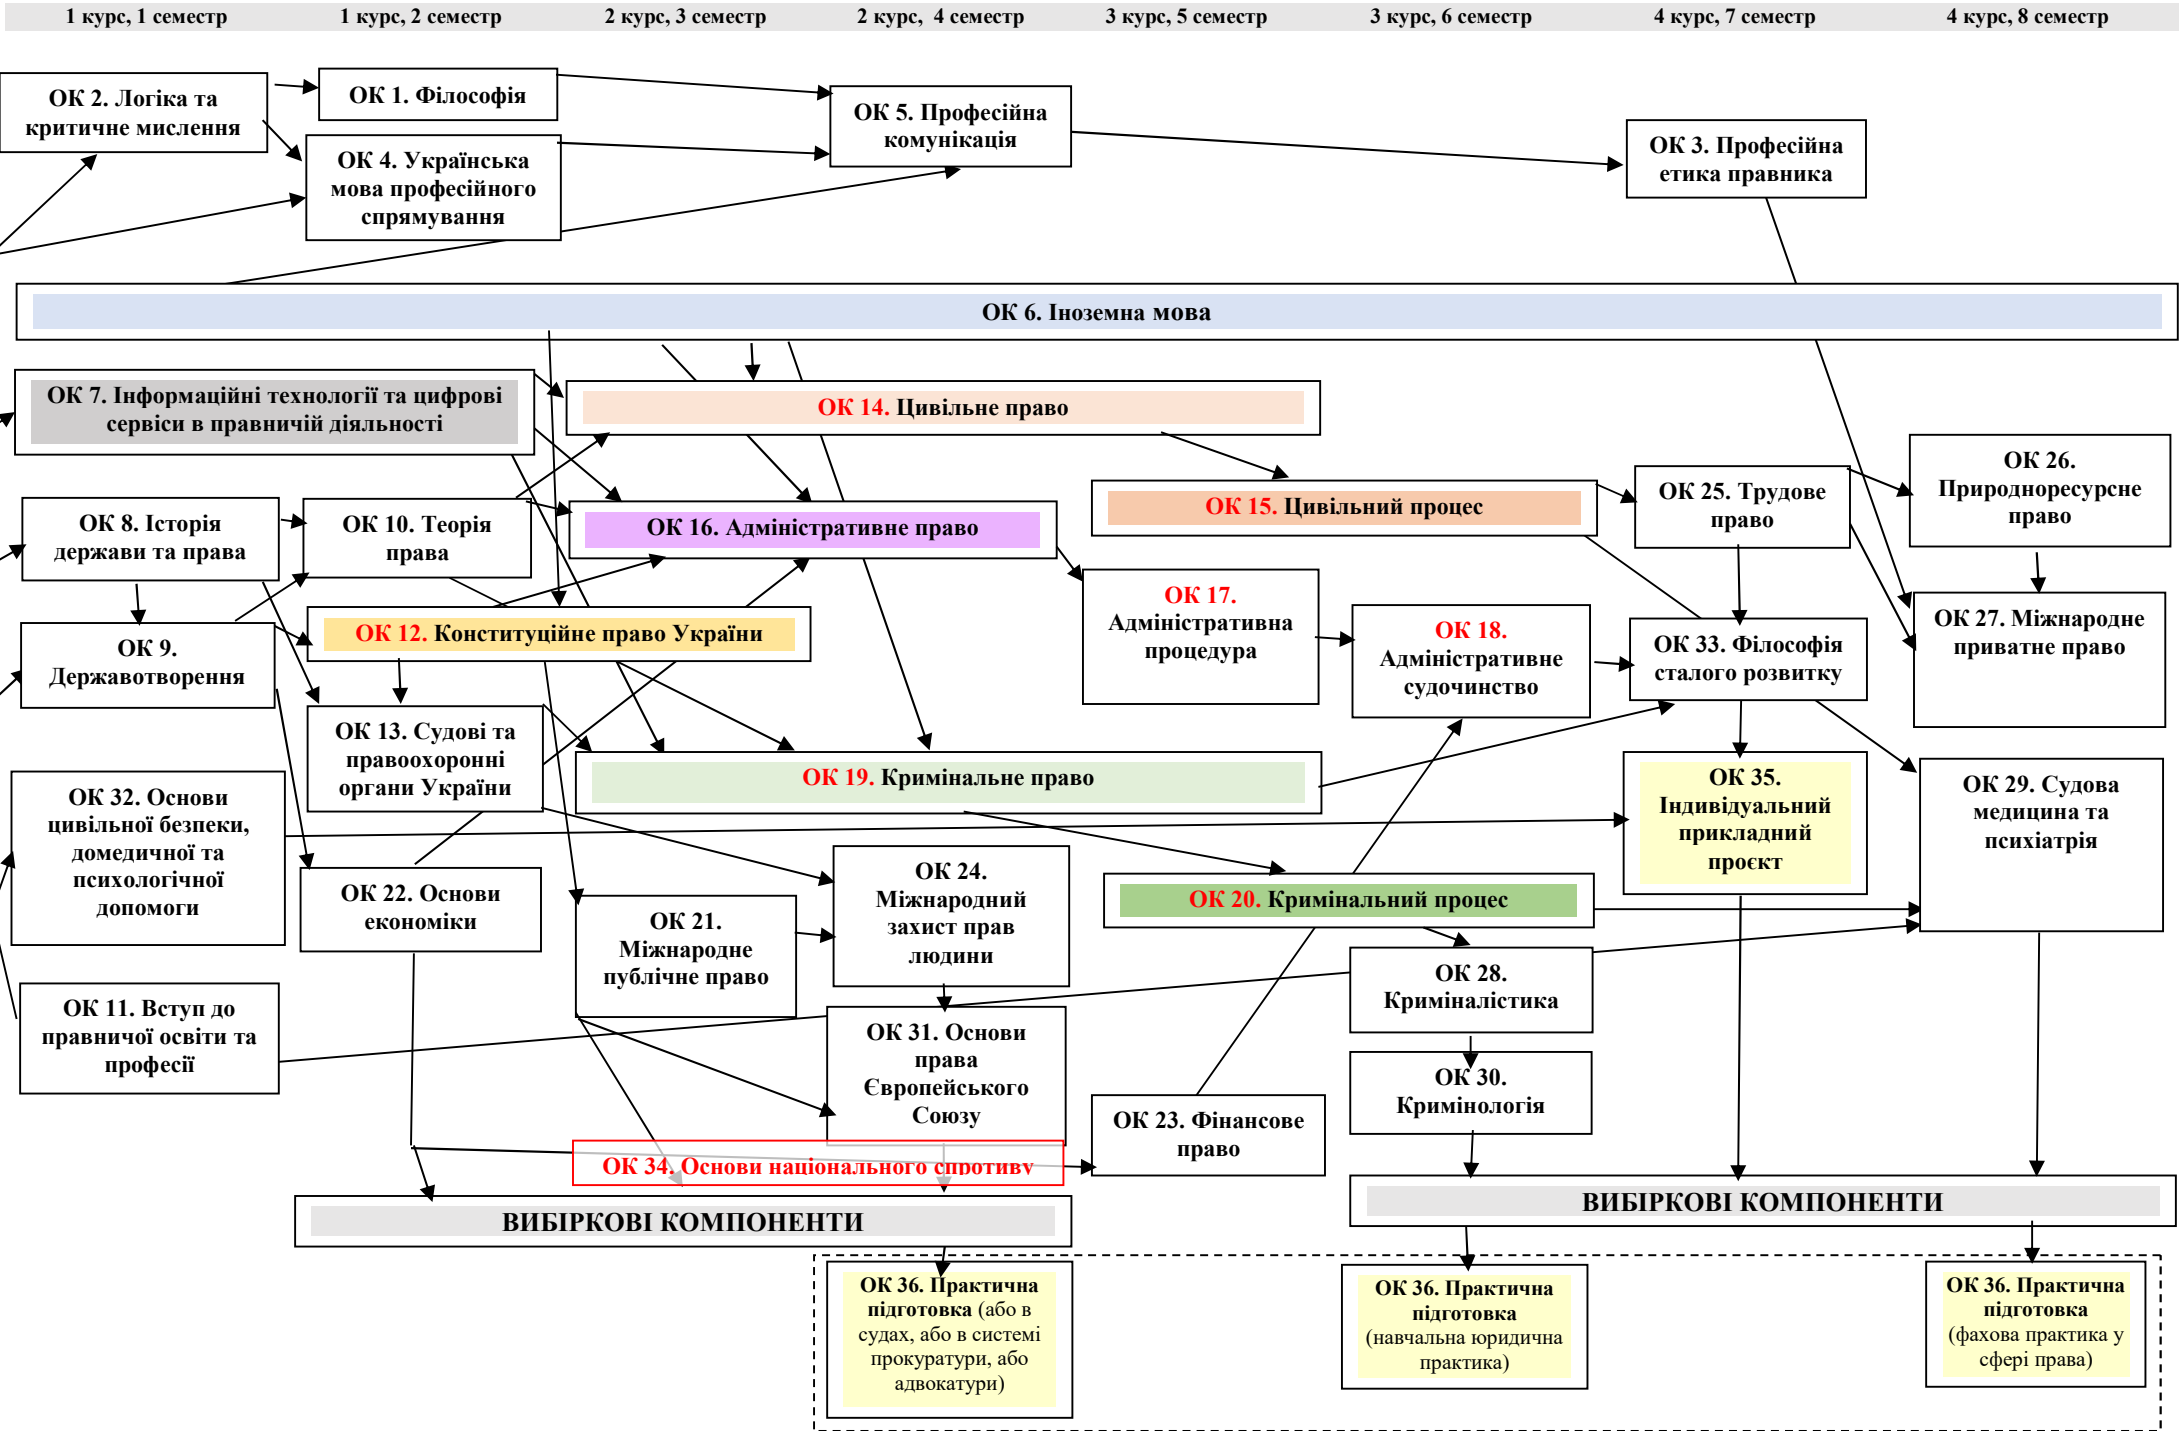 1 курс, 1 семестр
1 курс, 2 семестр
2 курс, 3 семестр
2 курс, 4 семестр
3 курс, 5 семестр
3 курс, 6 семестр
4 курс, 7 семестр
4 курс, 8 семестр
ОК 2. Логіка та
критичне мислення
ОК 1. Філософія
ОК 4. Українська
мова професійного
спрямування
ОК 5. Професійна
комунікація
ОК 3. Професійна
етика правника
ОК 6. Іноземна мова
ОК 7. Інформаційні технології та цифрові
сервіси в правничій діяльності
ОК 14. Цивільне право
ОК 8. Історія
держави та права
ОК 10. Теорія
права
ОК 16. Адміністративне право
ОК 15. Цивільний процес
ОК 25. Трудове
право
ОК 26.
Природноресурсне
право
ОК 9.
Державотворення
ОК 12. Конституційне право України
ОК 17.
Адміністративна
процедура
ОК 18.
Адміністративне
судочинство
ОК 33. Філософія
сталого розвитку
ОК 27. Міжнародне
приватне право
ОК 13. Судові та
правоохоронні
органи України
ОК 19. Кримінальне право
ОК 32. Основи
цивільної безпеки,
домедичної та
психологічної
допомоги
ОК 35.
Індивідуальний
прикладний
проєкт
ОК 29. Судова
медицина та
психіатрія
ОК 22. Основи
економіки
ОК 21.
Міжнародне
публічне право
ОК 24.
Міжнародний
захист прав
людини
ОК 20. Кримінальний процес
ОК 28.
Криміналістика
ОК 11. Вступ до
правничої освіти та
професії
ОК 31. Основи
права
Європейського
Союзу
ОК 30.
Кримінологія
ОК 23. Фінансове
право
ОК 34. Основи національного спротиву
ВИБІРКОВІ КОМПОНЕНТИ
ВИБІРКОВІ КОМПОНЕНТИ
ОК 36. Практична
підготовка (або в
судах, або в системі
прокуратури, або
адвокатури)
ОК 36. Практична
підготовка
(навчальна юридична
практика)
ОК 36. Практична
підготовка
(фахова практика у
сфері права)